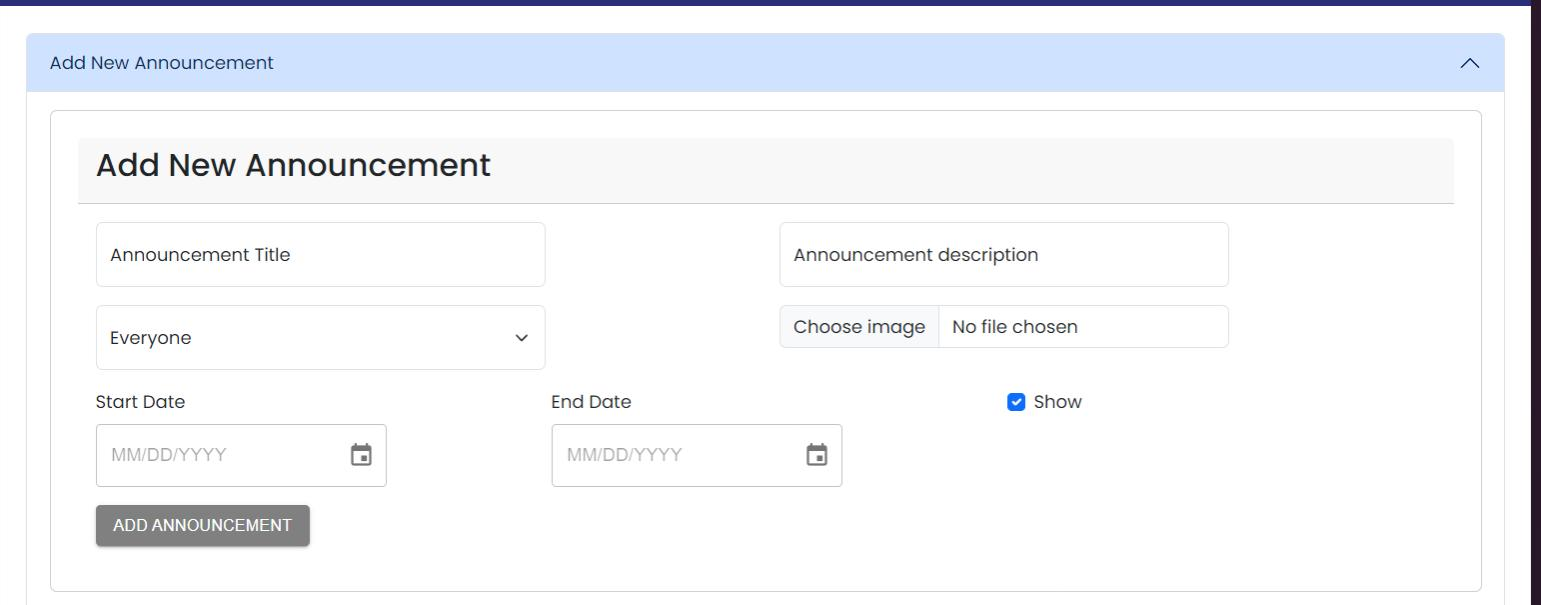 Add New Announcement
Add New Announcement
Announcement Title
Announcement description
Everyone
Choose image No file chosen
Start Date
End Date
Show
MM/DD/YYYY
MM/DD/YYYY
ADD ANNOUNCEMENT